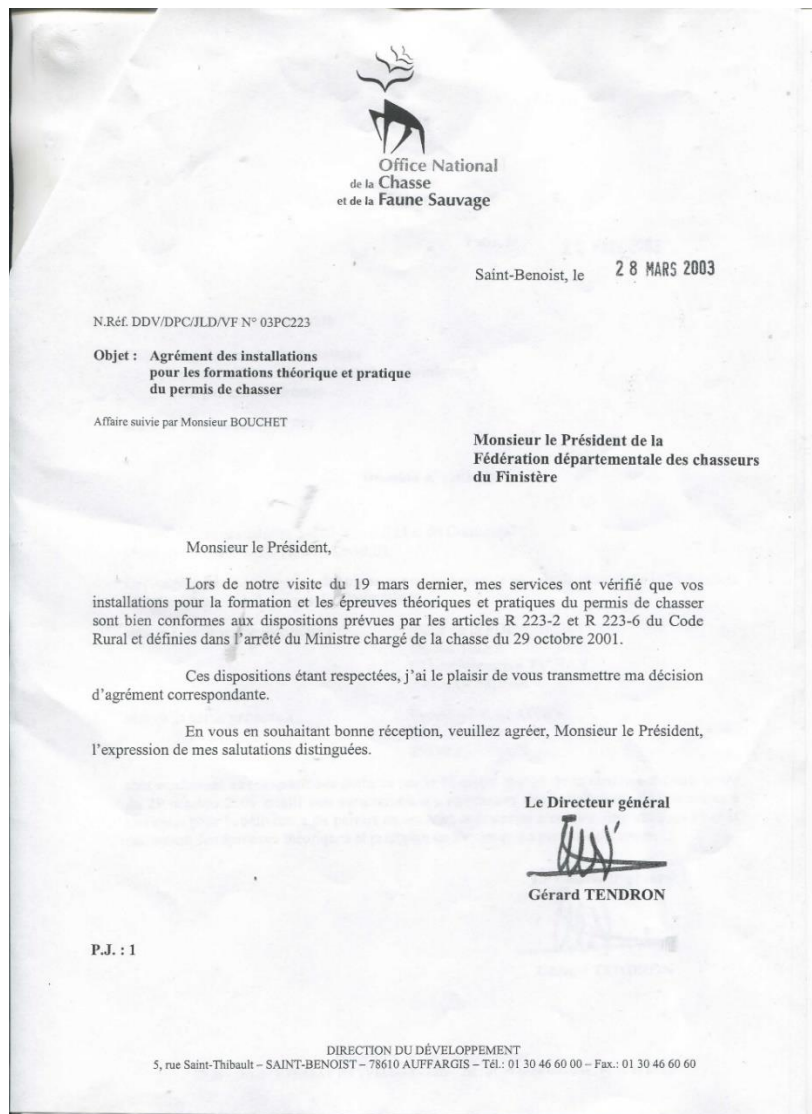 Office National
de la Chasse
et de la Faune Sauvage
Saint-Benoist, le 28 MARS 2003
N.Réf. DDV/DPC/JLD/VF N° 03PC223
Objet : Agrément des installations
pour les formations théorique et pratique
du permis de chasser
Affaire suivie par Monsieur BOUCHET
Monsieur le Président de la
Fédération départementale des chasseurs
du Finistère
Monsieur le Président,
Lors de notre visite du 19 mars dernier, mes services ont vérifié que vos
installations pour la formation et les épreuves théoriques et pratiques du permis de chasser
sont bien conformes aux dispositions prévues par les articles R 223-2 et R 223-6 du Code
Rural et définies dans l'arrêté du Ministre chargé de la chasse du 29 octobre 2001.
Ces dispositions étant respectées, j'ai le plaisir de vous transmettre ma décision
d'agrément correspondante.
En vous en souhaitant bonne réception, veuillez agréer, Monsieur le Président,
l'expression de mes salutations distinguées.
Le Directeur général
Gérard TENDRON
P.J. : 1
DIRECTION DU DÉVELOPPEMENT
5, rue Saint-Thibault – SAINT-BENOIST – 78610 AUFFARGIS – Tél.: 01 30 46 60 00 – Fax.: 01 30 46 60 60